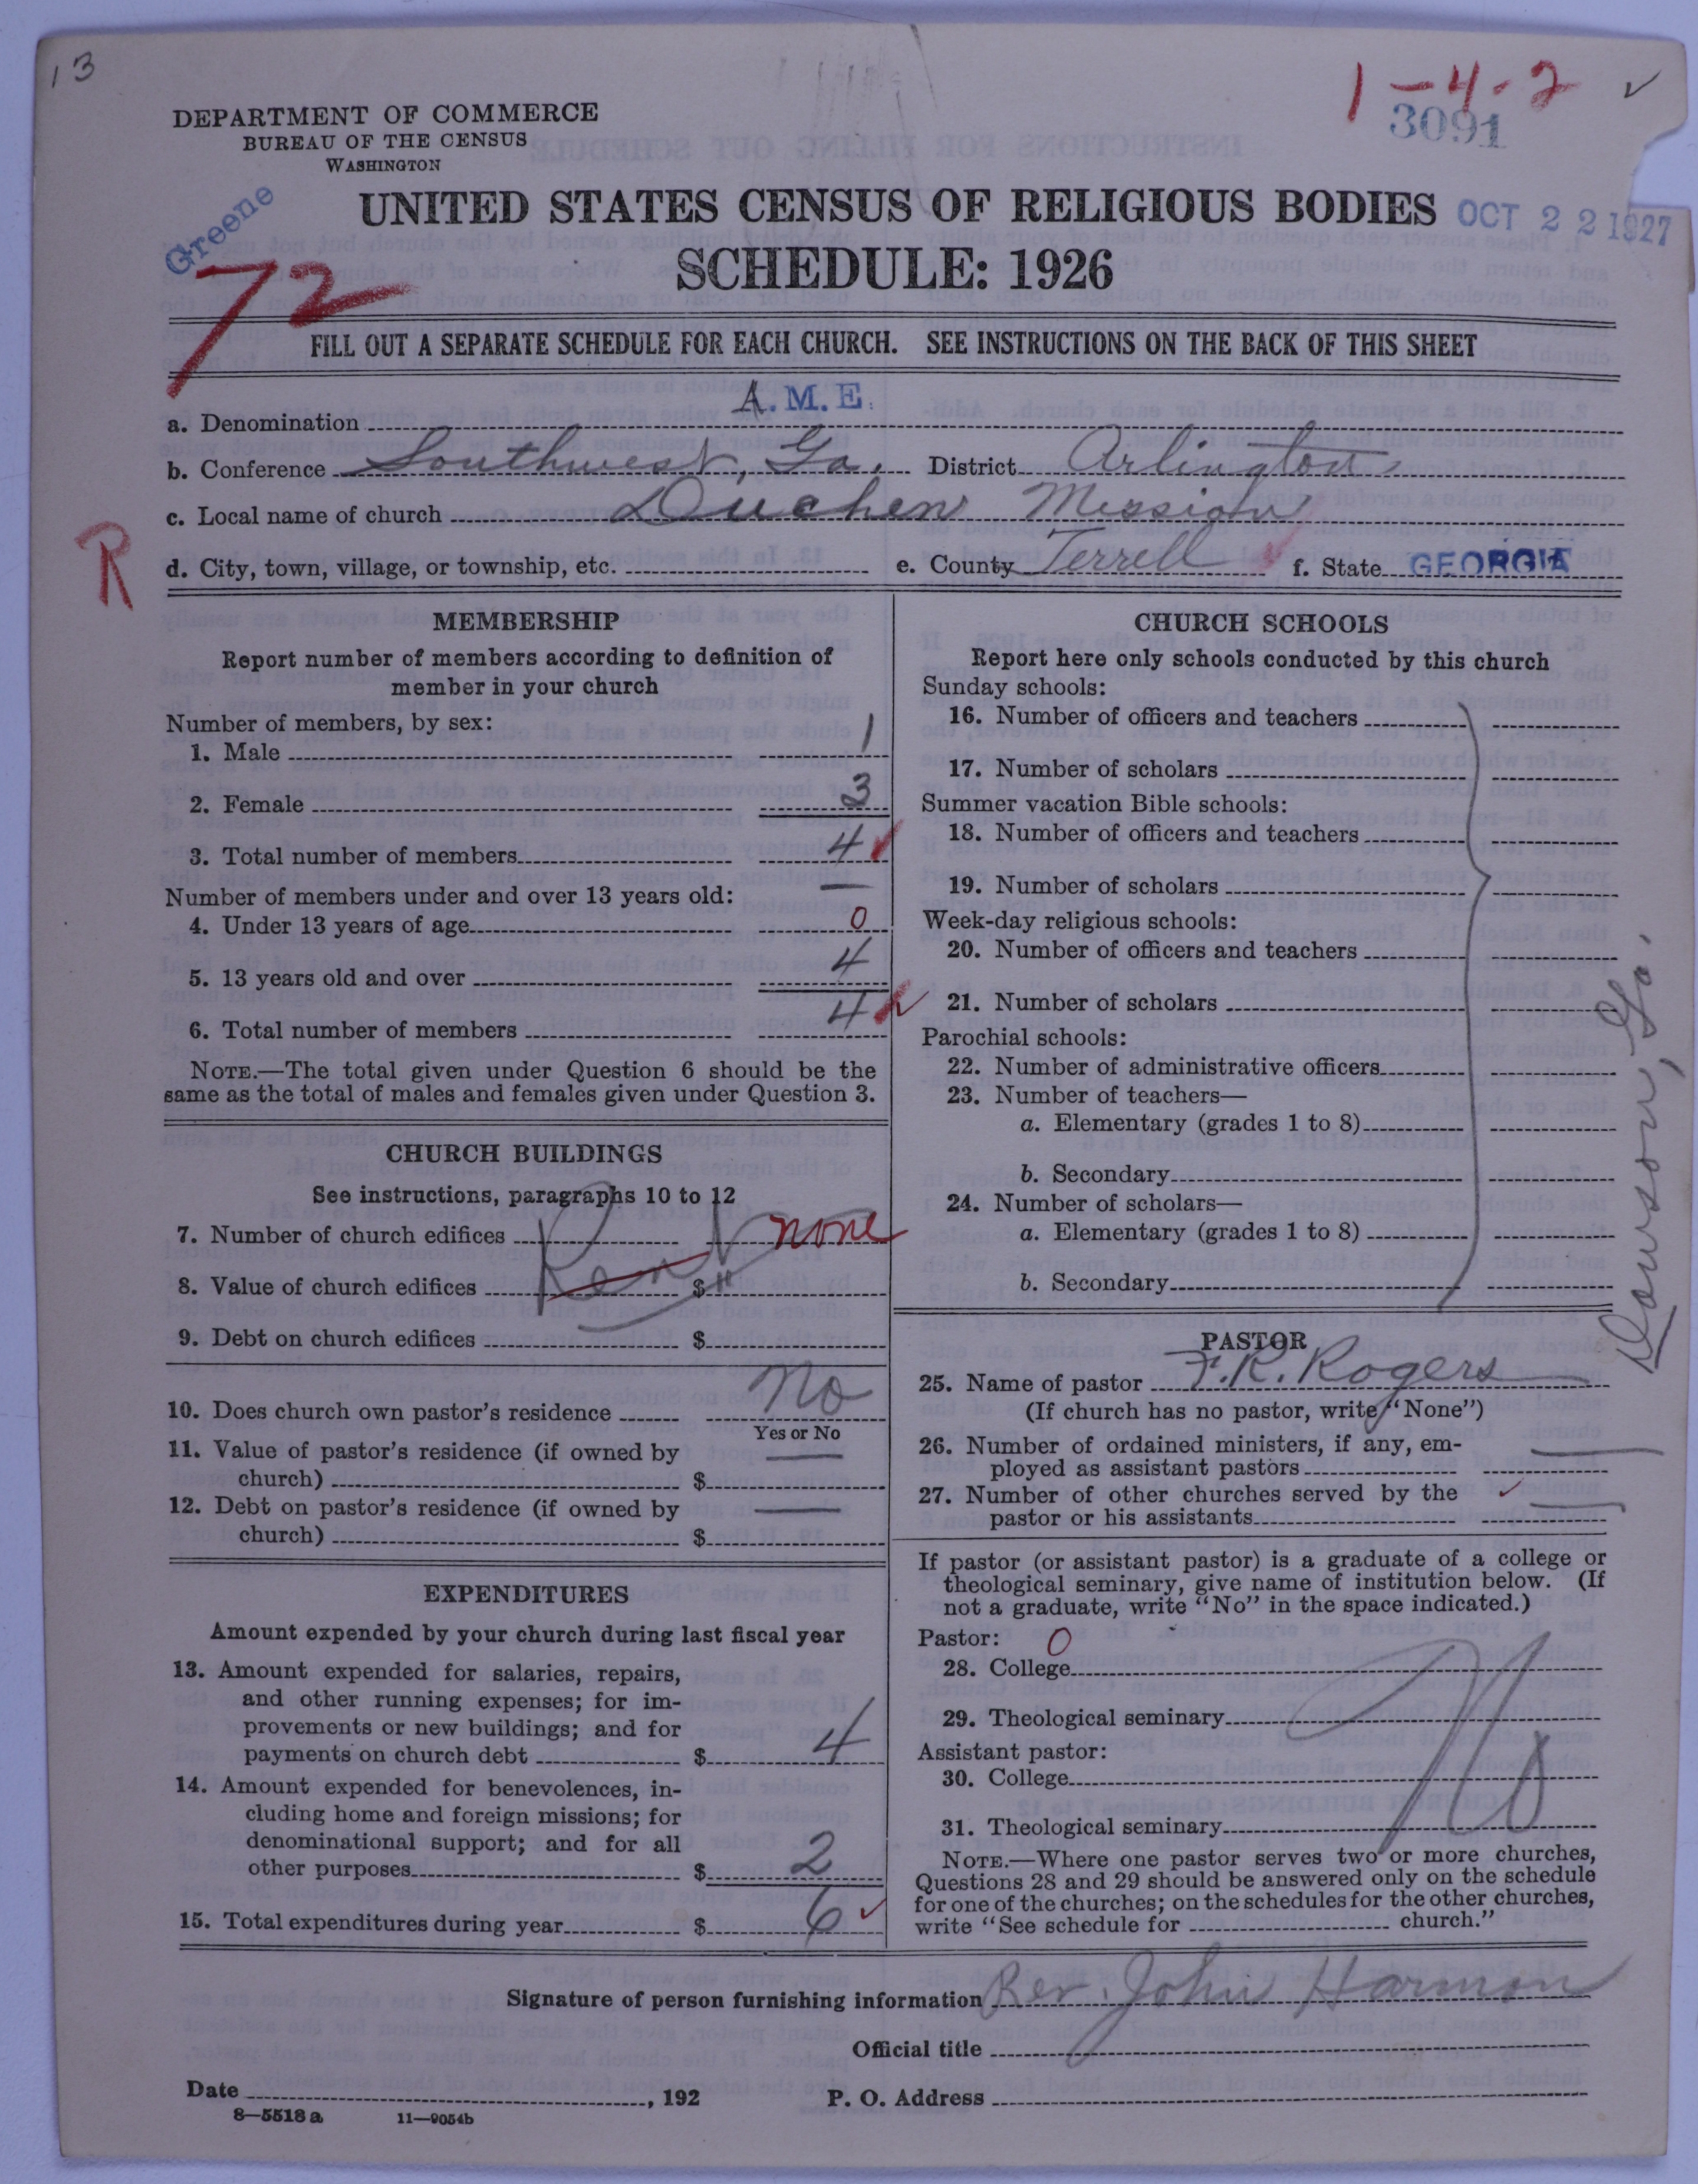 13
1-4-2
3091
DEPARTMENT OF COMMERCE
BUREAU OF THE CENSUS
WASHINGTON
Greene
72
UNITED STATES CENSUS OF RELIGIOUS BODIES OCT 22 1927
SCHEDULE: 1926
FILL OUT A SEPARATE SCHEDULE FOR EACH CHURCH. SEE INSTRUCTIONS ON THE BACK OF THIS SHEET
a. Denomination A.M.E.
b. Conference Southwest, Ga. District Arlington
c. Local name of church Duchen Mission
R
d. City, town, village, or township, etc. e. County Terrell f. State GEORGIA
MEMBERSHIP
Report number of members according to definition of
member in your church
Number of members, by sex:
1. Male 1
2. Female 3
3. Total number of members 4
Number of members under and over 13 years old:
4. Under 13 years of age 0
5. 13 years old and over 4
6. Total number of members 4
NOTE.—The total given under Question 6 should be the
same as the total of males and females given under Question 3.
CHURCH BUILDINGS
See instructions, paragraphs 10 to 12
7. Number of church edifices none
8. Value of church edifices Rent $
9. Debt on church edifices $
10. Does church own pastor's residence No
Yes or No
11. Value of pastor's residence (if owned by
church) $
12. Debt on pastor's residence (if owned by
church) $
EXPENDITURES
Amount expended by your church during last fiscal year
13. Amount expended for salaries, repairs,
and other running expenses; for im-
provements or new buildings; and for
payments on church debt $ 4
14. Amount expended for benevolences, in-
cluding home and foreign missions; for
denominational support; and for all
other purposes $ 2
15. Total expenditures during year $ 6
CHURCH SCHOOLS
Report here only schools conducted by this church
Sunday schools:
16. Number of officers and teachers
17. Number of scholars
Summer vacation Bible schools:
18. Number of officers and teachers
19. Number of scholars
Week-day religious schools:
20. Number of officers and teachers
21. Number of scholars
Parochial schools:
22. Number of administrative officers
23. Number of teachers—
a. Elementary (grades 1 to 8)
b. Secondary
24. Number of scholars—
a. Elementary (grades 1 to 8)
b. Secondary
Dawson, Ga.
PASTOR
25. Name of pastor F. R. Rogers
(If church has no pastor, write "None")
26. Number of ordained ministers, if any, em-
ployed as assistant pastors
27. Number of other churches served by the
pastor or his assistants
If pastor (or assistant pastor) is a graduate of a college or
theological seminary, give name of institution below. (If
not a graduate, write "No" in the space indicated.)
Pastor: 0
28. College
29. Theological seminary
Assistant pastor:
30. College
31. Theological seminary
NOTE.—Where one pastor serves two or more churches,
Questions 28 and 29 should be answered only on the schedule
for one of the churches; on the schedules for the other churches,
write "See schedule for church."
Signature of person furnishing information Rev. John Harmon
Official title
Date , 192 P. O. Address
8—5518 a 11—9054b